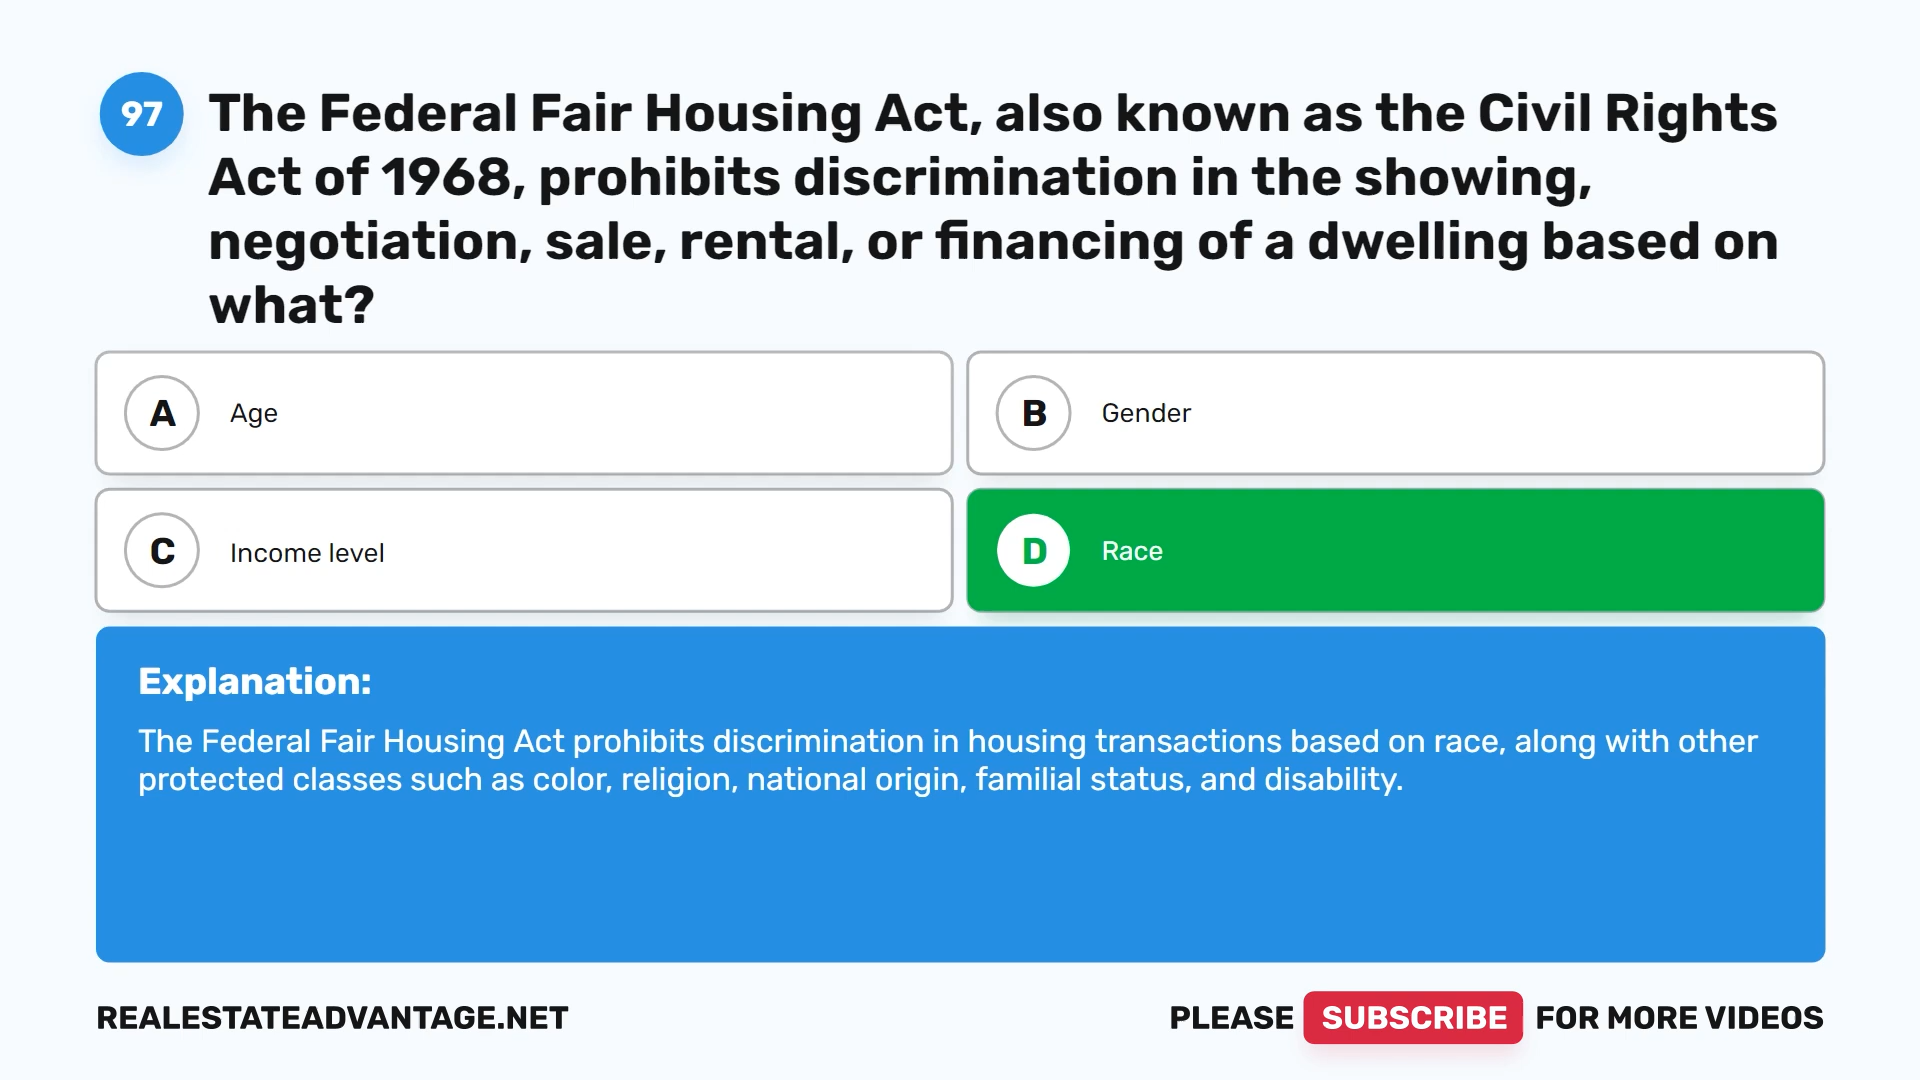 97
The Federal Fair Housing Act, also known as the Civil Rights
Act of 1968, prohibits discrimination in the showing,
negotiation, sale, rental, or financing of a dwelling based on
what?
A Age
B Gender
C Income level
D Race
Explanation:
The Federal Fair Housing Act prohibits discrimination in housing transactions based on race, along with other
protected classes such as color, religion, national origin, familial status, and disability.
REALESTATEADVANTAGE.NET
PLEASE SUBSCRIBE FOR MORE VIDEOS